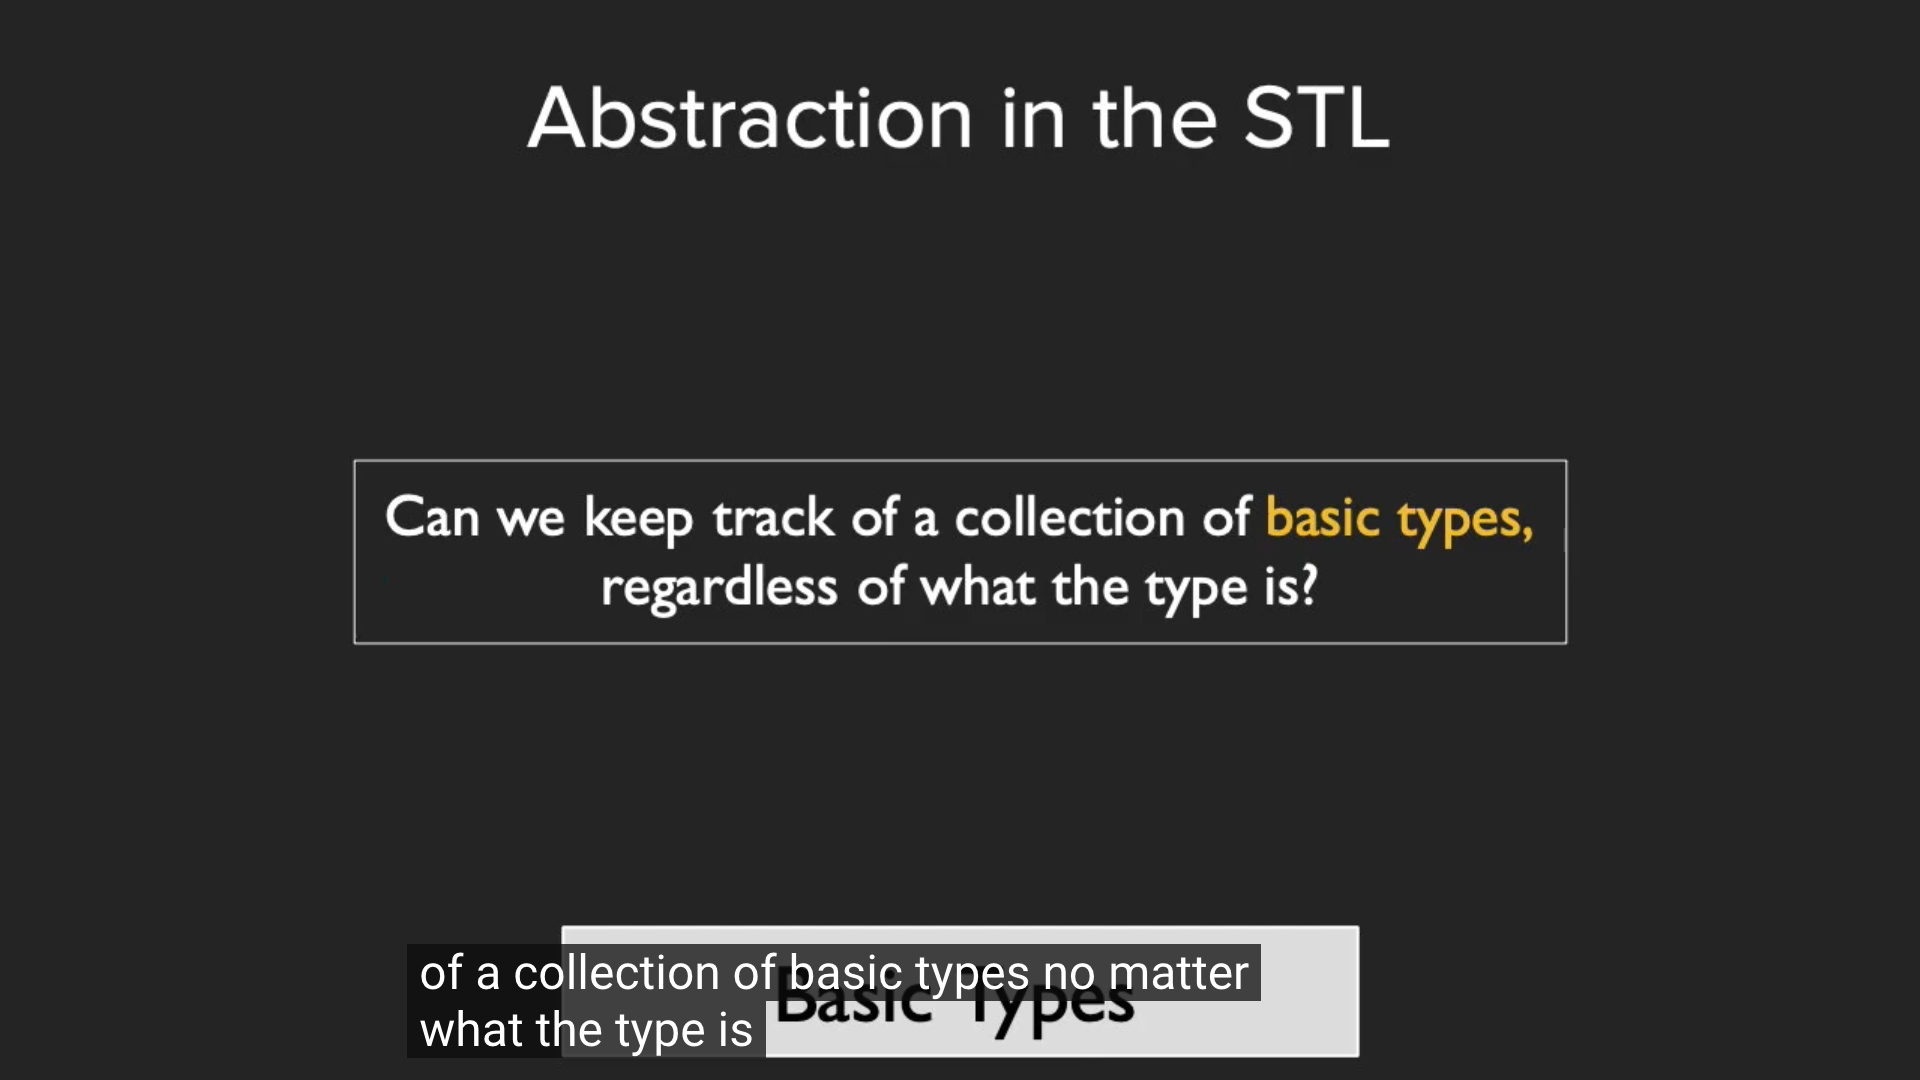 Abstraction in the STL
Can we keep track of a collection of basic types,
regardless of what the type is?
Basic Types
of a collection of basic types no matter
what the type is